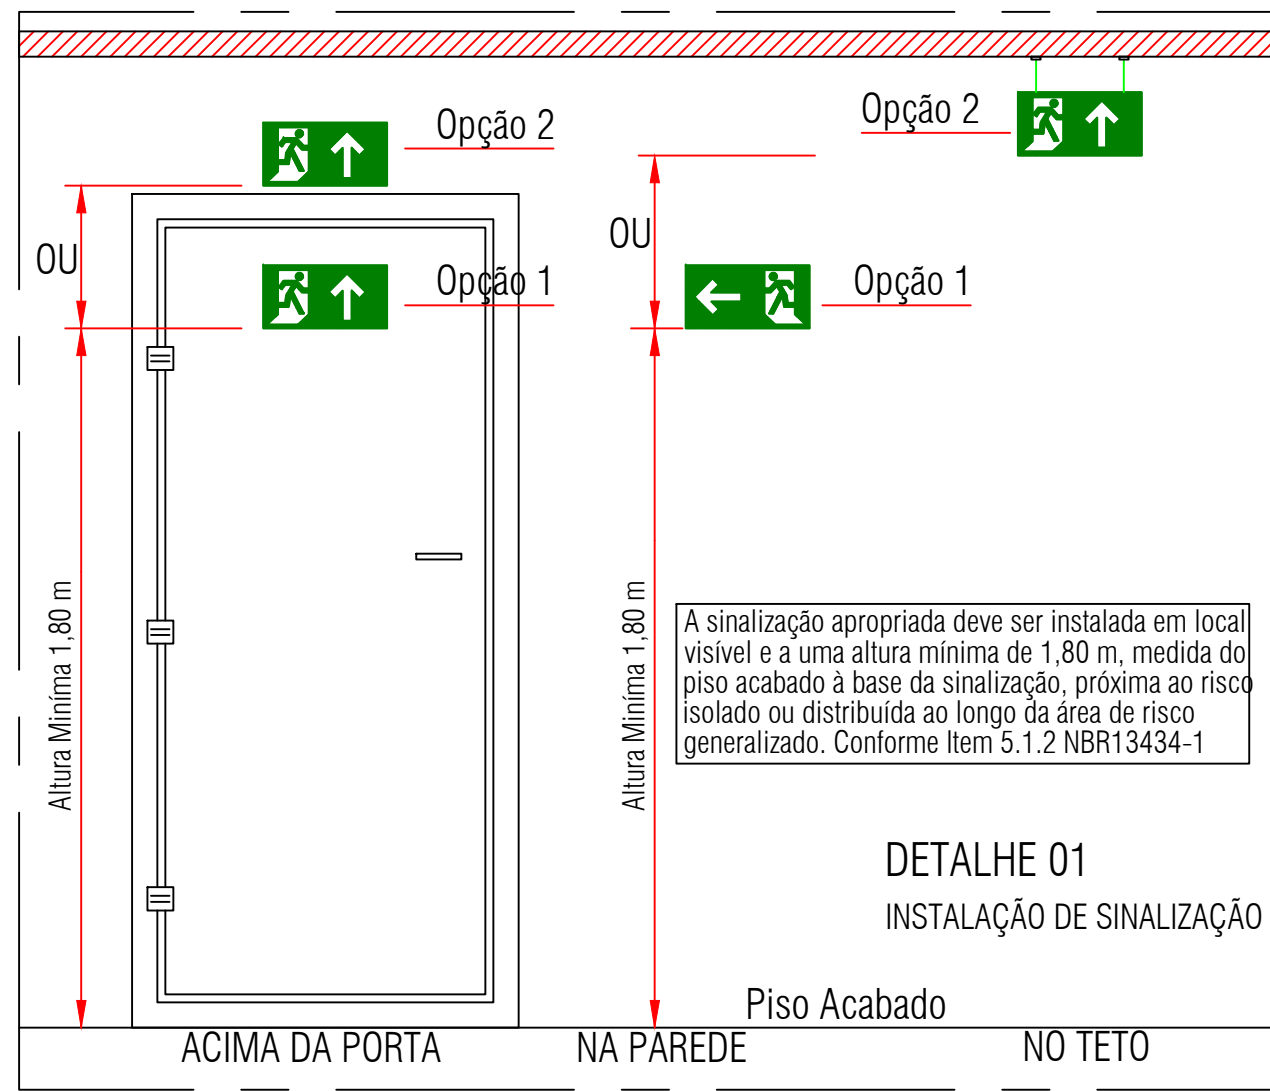 Opção 2
Opção 2
OU
OU
Opção 1
Opção 1
Altura Miníma 1,80 m
Altura Miníma 1,80 m
A sinalização apropriada deve ser instalada em local
visível e a uma altura mínima de 1,80 m, medida do
piso acabado à base da sinalização, próxima ao risco
isolado ou distribuída ao longo da área de risco
generalizado. Conforme Item 5.1.2 NBR13434-1
DETALHE 01
INSTALAÇÃO DE SINALIZAÇÃO
Piso Acabado
ACIMA DA PORTA
NA PAREDE
NO TETO